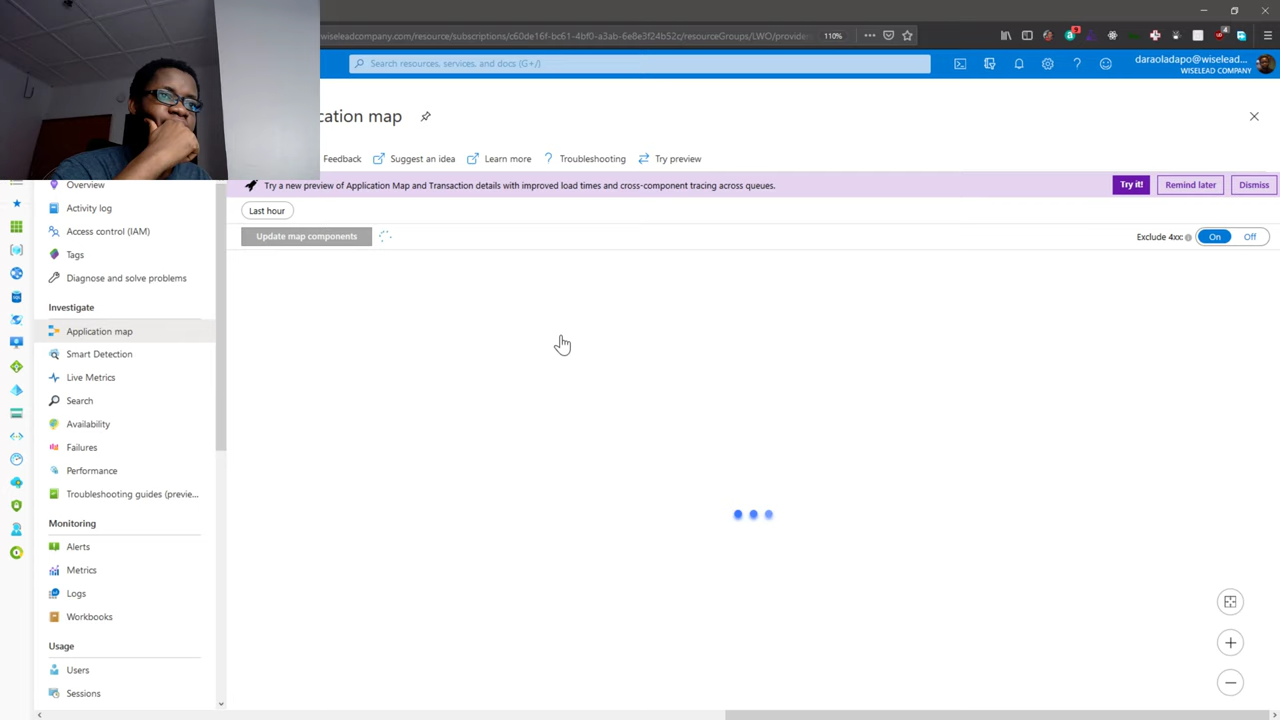 wiseleadcompany.com/resource/subscriptions/c60de16f-bc61-4bf0-a3ab-6e8e3f24b52c/resourceGroups/LWO/provider
110%
Search resources, services, and docs (G+/)
daraoladapo@wiselead...
WISELEAD COMPANY
cation map
Feedback
Suggest an idea
Learn more
Troubleshooting
Try preview
Try a new preview of Application Map and Transaction details with improved load times and cross-component tracing across queues.
Try it!
Remind later
Dismiss
Last hour
Update map components
Exclude 4xx:
On
Off
Overview
Activity log
Access control (IAM)
Tags
Diagnose and solve problems
Investigate
Application map
Smart Detection
Live Metrics
Search
Availability
Failures
Performance
Troubleshooting guides (previe...
Monitoring
Alerts
Metrics
Logs
Workbooks
Usage
Users
Sessions